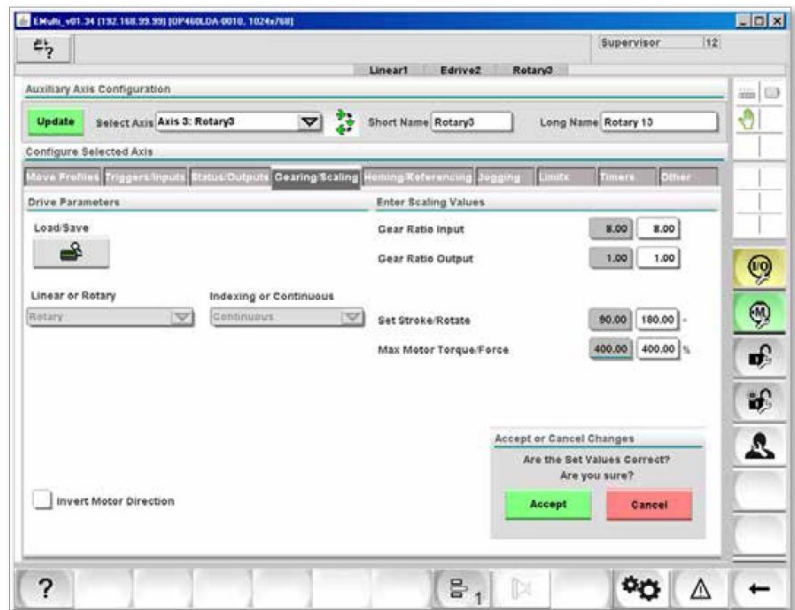 EMulti_v01.34 [192.168.99.99] [OP460LDA-0010, 1024x768]
Supervisor 12
Linear1 Edrive2 Rotary3
Auxiliary Axis Configuration
Update Select Axis Axis 3: Rotary3 Short Name Rotary3 Long Name Rotary 13
Configure Selected Axis
Move Profiles Triggers/Inputs Status/Outputs Gearing/Scaling Homing/Referencing Jogging Limits Timers Other
Drive Parameters Enter Scaling Values
Load/Save Gear Ratio Input 8.00 8.00
Gear Ratio Output 1.00 1.00
I/O
Linear or Rotary Indexing or Continuous
Rotary Continuous Set Stroke/Rotate 90.00 180.00 °
M
Max Motor Torque/Force 400.00 400.00 %
Accept or Cancel Changes
Are the Set Values Correct?
Are you sure?
Invert Motor Direction Accept Cancel
? 1